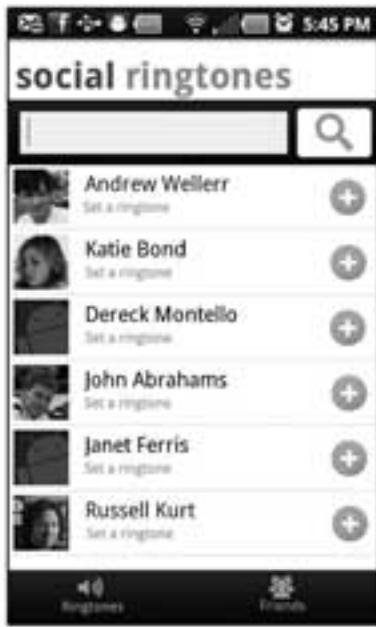 5:45 PM
social ringtones
Andrew Wellerr
Set a ringtone
Katie Bond
Set a ringtone
Dereck Montello
Set a ringtone
John Abrahams
Set a ringtone
Janet Ferris
Set a ringtone
Russell Kurt
Set a ringtone
Ringtones
Friends